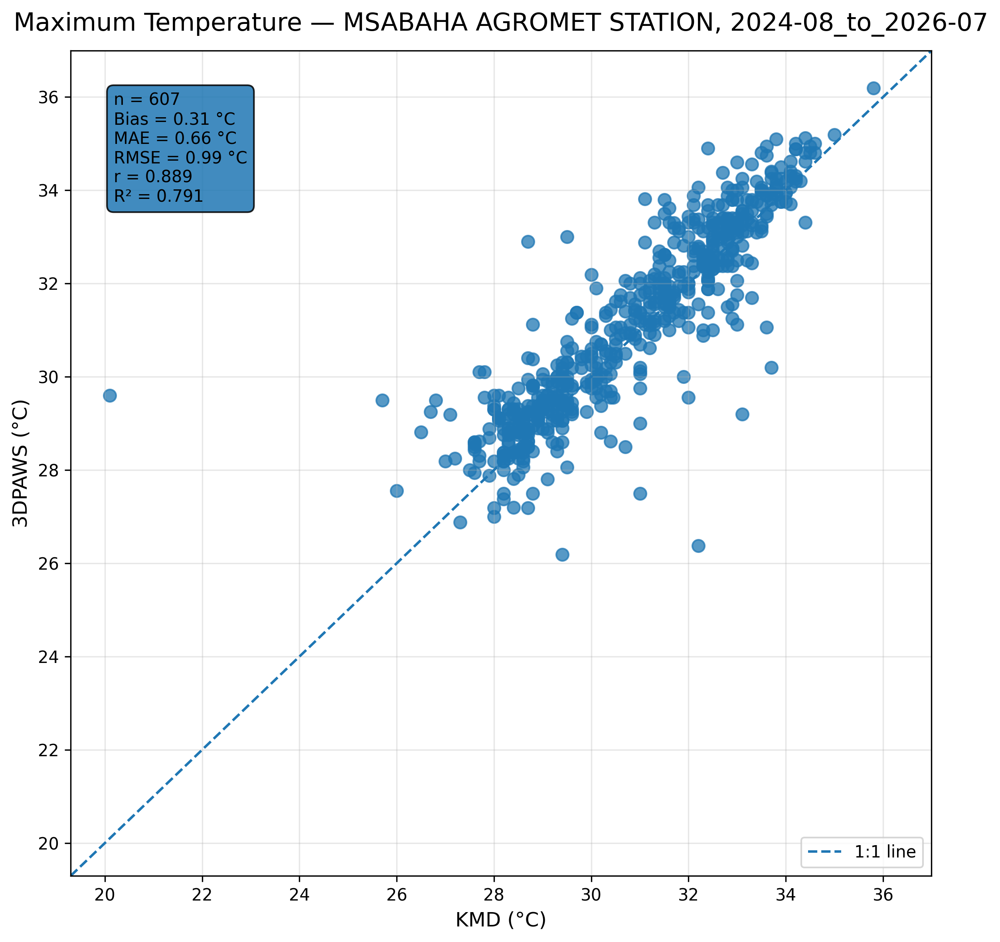 Maximum Temperature — MSABAHA AGROMET STATION, 2024-08_to_2026-07
n = 607
Bias = 0.31 °C
MAE = 0.66 °C
RMSE = 0.99 °C
r = 0.889
R² = 0.791
36
34
32
30
28
26
24
22
20
3DPAWS (°C)
1:1 line
20 22 24 26 28 30 32 34 36
KMD (°C)